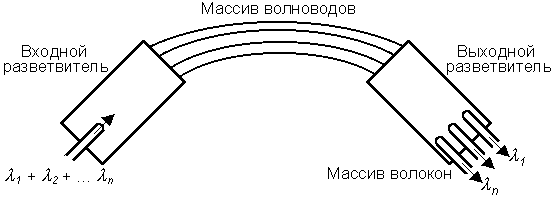 Массив волноводов
Входной
разветвитель
Выходной
разветвитель
λ1 + λ2 + ... λn
Массив волокон
λ1
λn